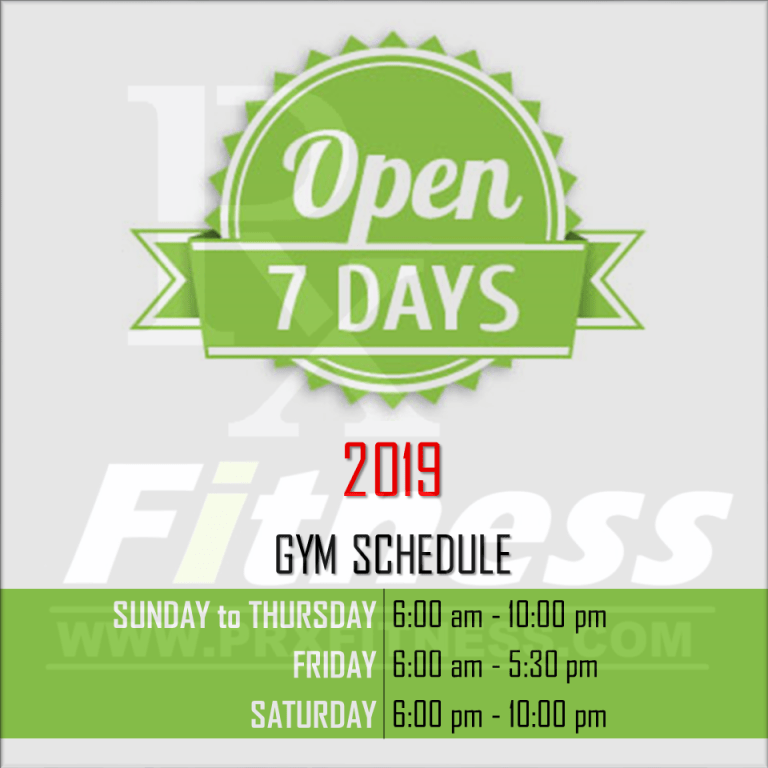 Open
7 DAYS
2019
Fitness
GYM SCHEDULE
SUNDAY to THURSDAY 6:00 am - 10:00 pm
WWW.PRXFITNESS.COM
FRIDAY 6:00 am - 5:30 pm
SATURDAY 6:00 pm - 10:00 pm